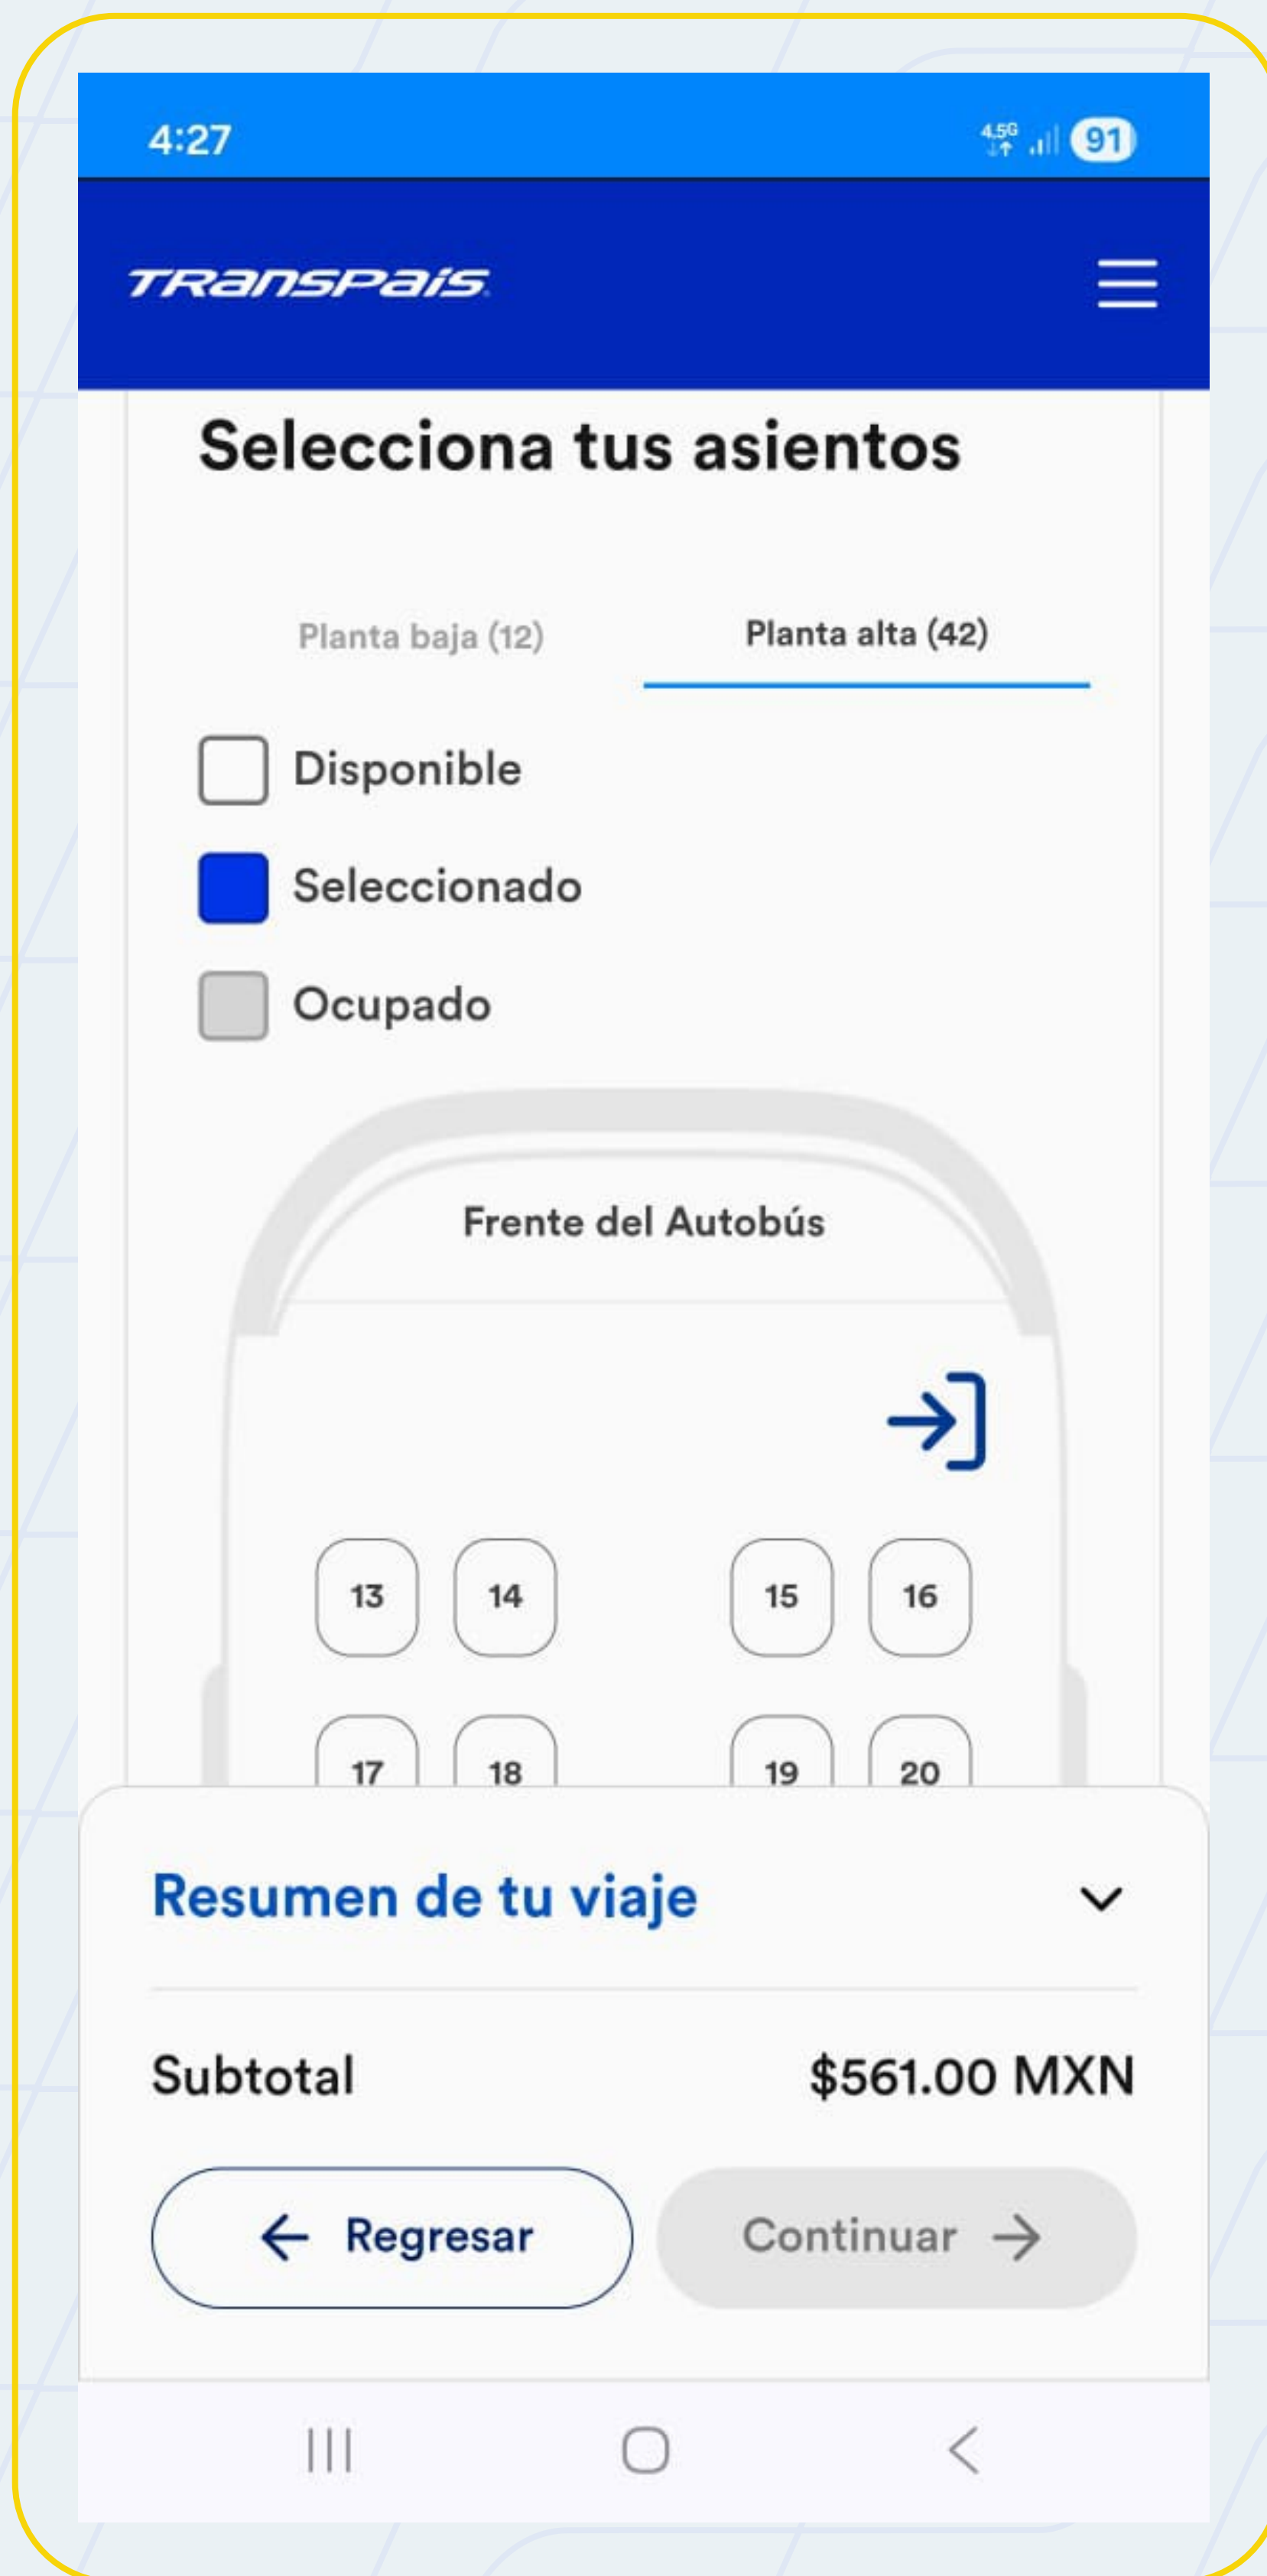 4:27
4.5G
91
TRANSPAÍS
Selecciona tus asientos
Planta baja (12)
Planta alta (42)
Disponible
Seleccionado
Ocupado
Frente del Autobús
13 14 15 16
17 18 19 20
Resumen de tu viaje
Subtotal $561.00 MXN
Regresar Continuar